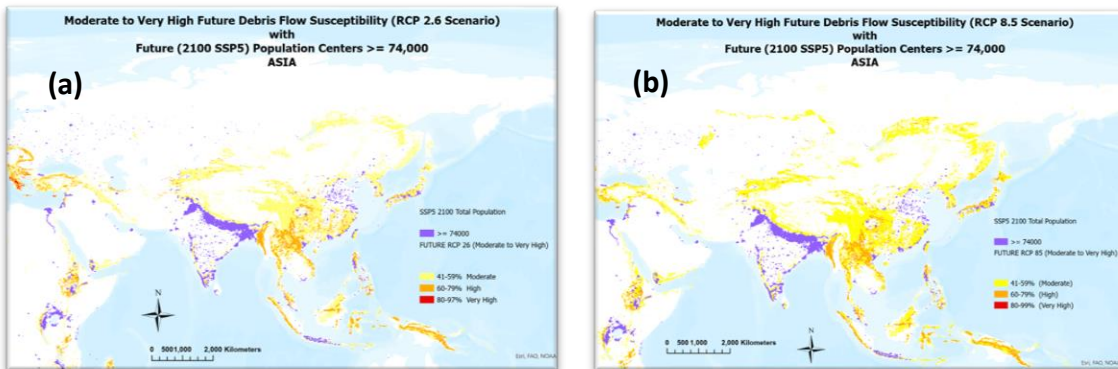 Moderate to Very High Future Debris Flow Susceptibility (RCP 2.6 Scenario)
with
Future (2100 SSP5) Population Centers >= 74,000
ASIA
(a)
SSP5 2100 Total Population
>= 74000
FUTURE RCP 26 (Moderate to Very High)
41-59% Moderate
60-79% High
80-97% Very High
N
0 5001,000 2,000 Kilometers
Esri, FAO, NOAA
Moderate to Very High Future Debris Flow Susceptibility (RCP 8.5 Scenario)
with
Future (2100 SSP5) Population Centers >= 74,000
ASIA
(b)
SSP5 2100 Total Population
>= 74000
FUTURE RCP 85 (Moderate to Very High)
41-59% (Moderate)
60-79% (High)
80-99% (Very High)
N
0 5001,000 2,000 Kilometers
Esri, FAO, NOAA